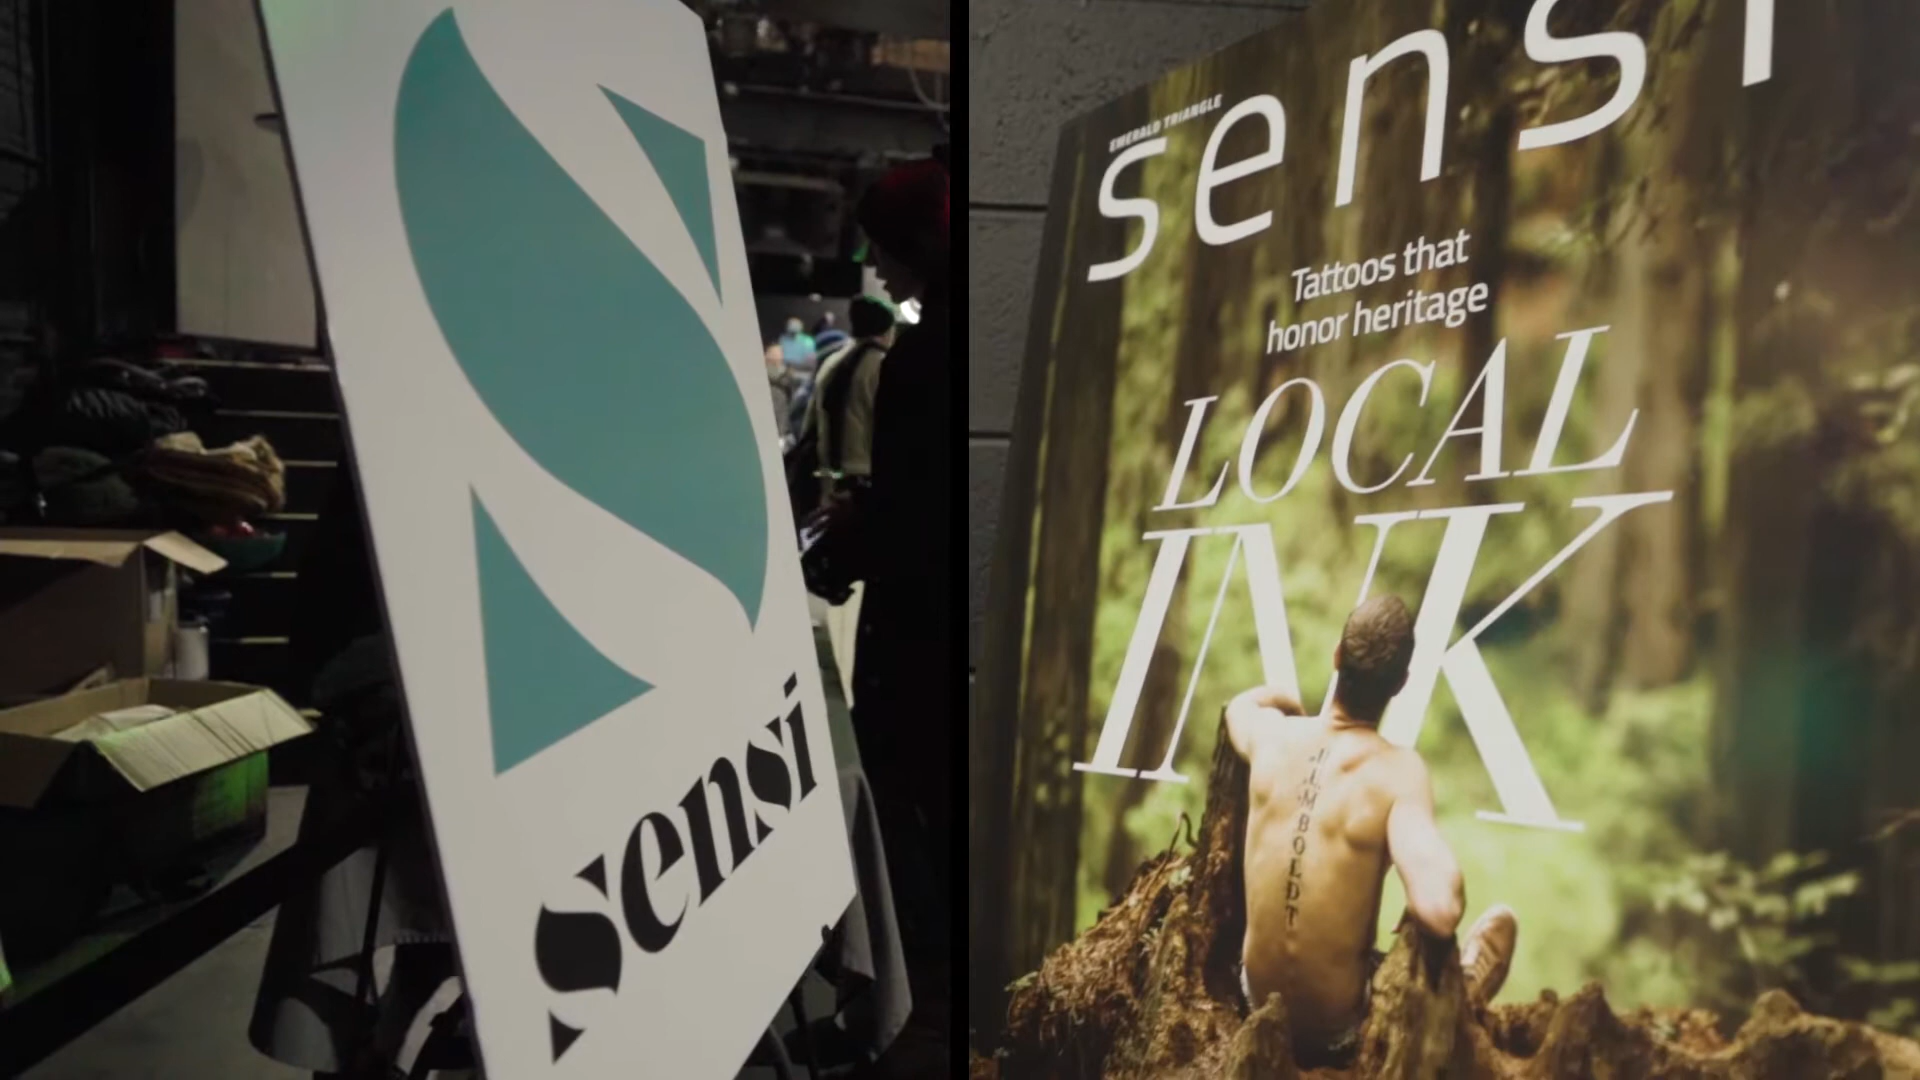 sensi
EMERALD TRIANGLE
sensi
Tattoos that
honor heritage
LOCAL
INK
HUMBOLDT